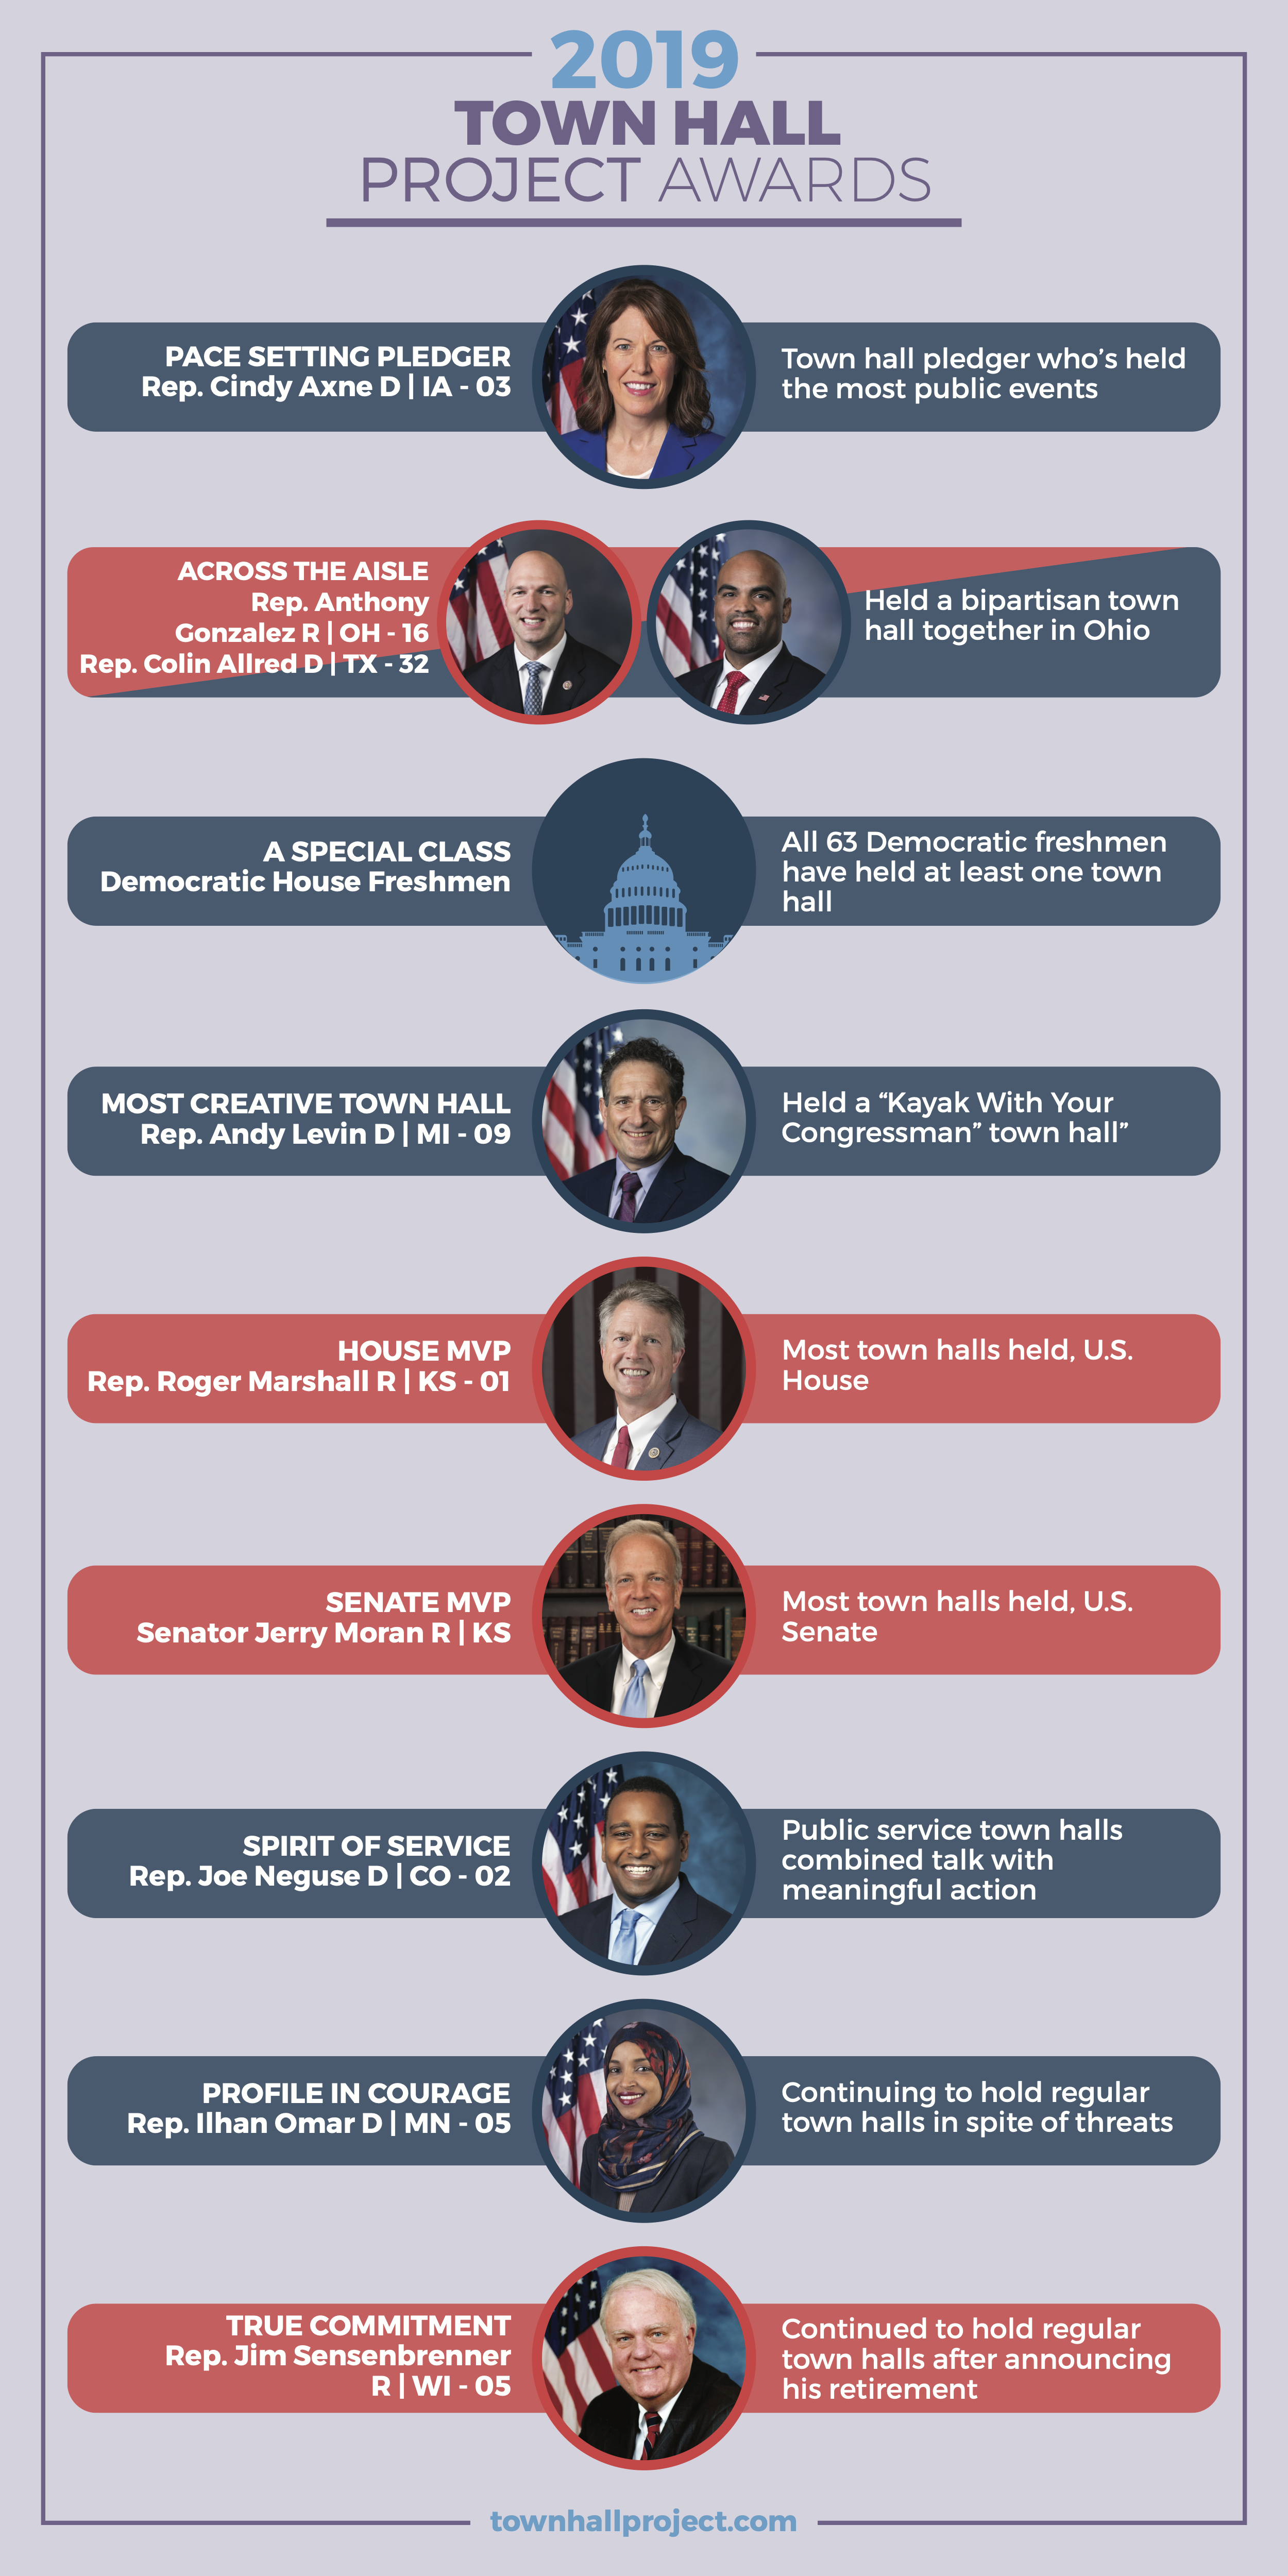 2019
TOWN HALL
PROJECT AWARDS
PACE SETTING PLEDGER
Rep. Cindy Axne D | IA - 03
Town hall pledger who's held
the most public events
ACROSS THE AISLE
Rep. Anthony
Gonzalez R | OH - 16
Rep. Colin Allred D | TX - 32
Held a bipartisan town
hall together in Ohio
A SPECIAL CLASS
Democratic House Freshmen
All 63 Democratic freshmen
have held at least one town
hall
MOST CREATIVE TOWN HALL
Rep. Andy Levin D | MI - 09
Held a “Kayak With Your
Congressman” town hall”
HOUSE MVP
Rep. Roger Marshall R | KS - 01
Most town halls held, U.S.
House
SENATE MVP
Senator Jerry Moran R | KS
Most town halls held, U.S.
Senate
SPIRIT OF SERVICE
Rep. Joe Neguse D | CO - 02
Public service town halls
combined talk with
meaningful action
PROFILE IN COURAGE
Rep. Ilhan Omar D | MN - 05
Continuing to hold regular
town halls in spite of threats
TRUE COMMITMENT
Rep. Jim Sensenbrenner
R | WI - 05
Continued to hold regular
town halls after announcing
his retirement
townhallproject.com